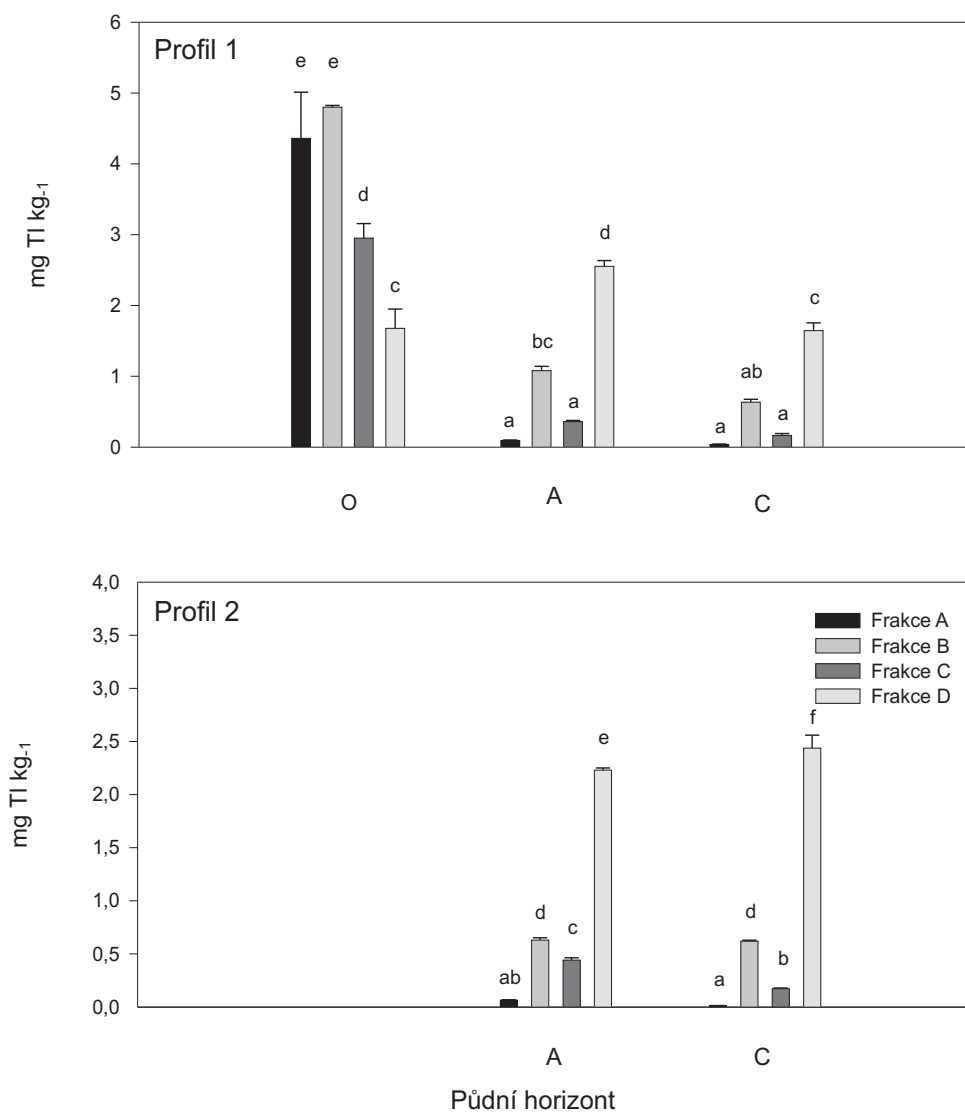 Profil 1
mg Tl kg-1
6
5
4
3
2
1
0
e e d c
a bc a d
a ab a c
O A C
Profil 2
mg Tl kg-1
4,0
3,5
3,0
2,5
2,0
1,5
1,0
0,5
0,0
Frakce A
Frakce B
Frakce C
Frakce D
ab d c e
a d b f
A C
Půdní horizont